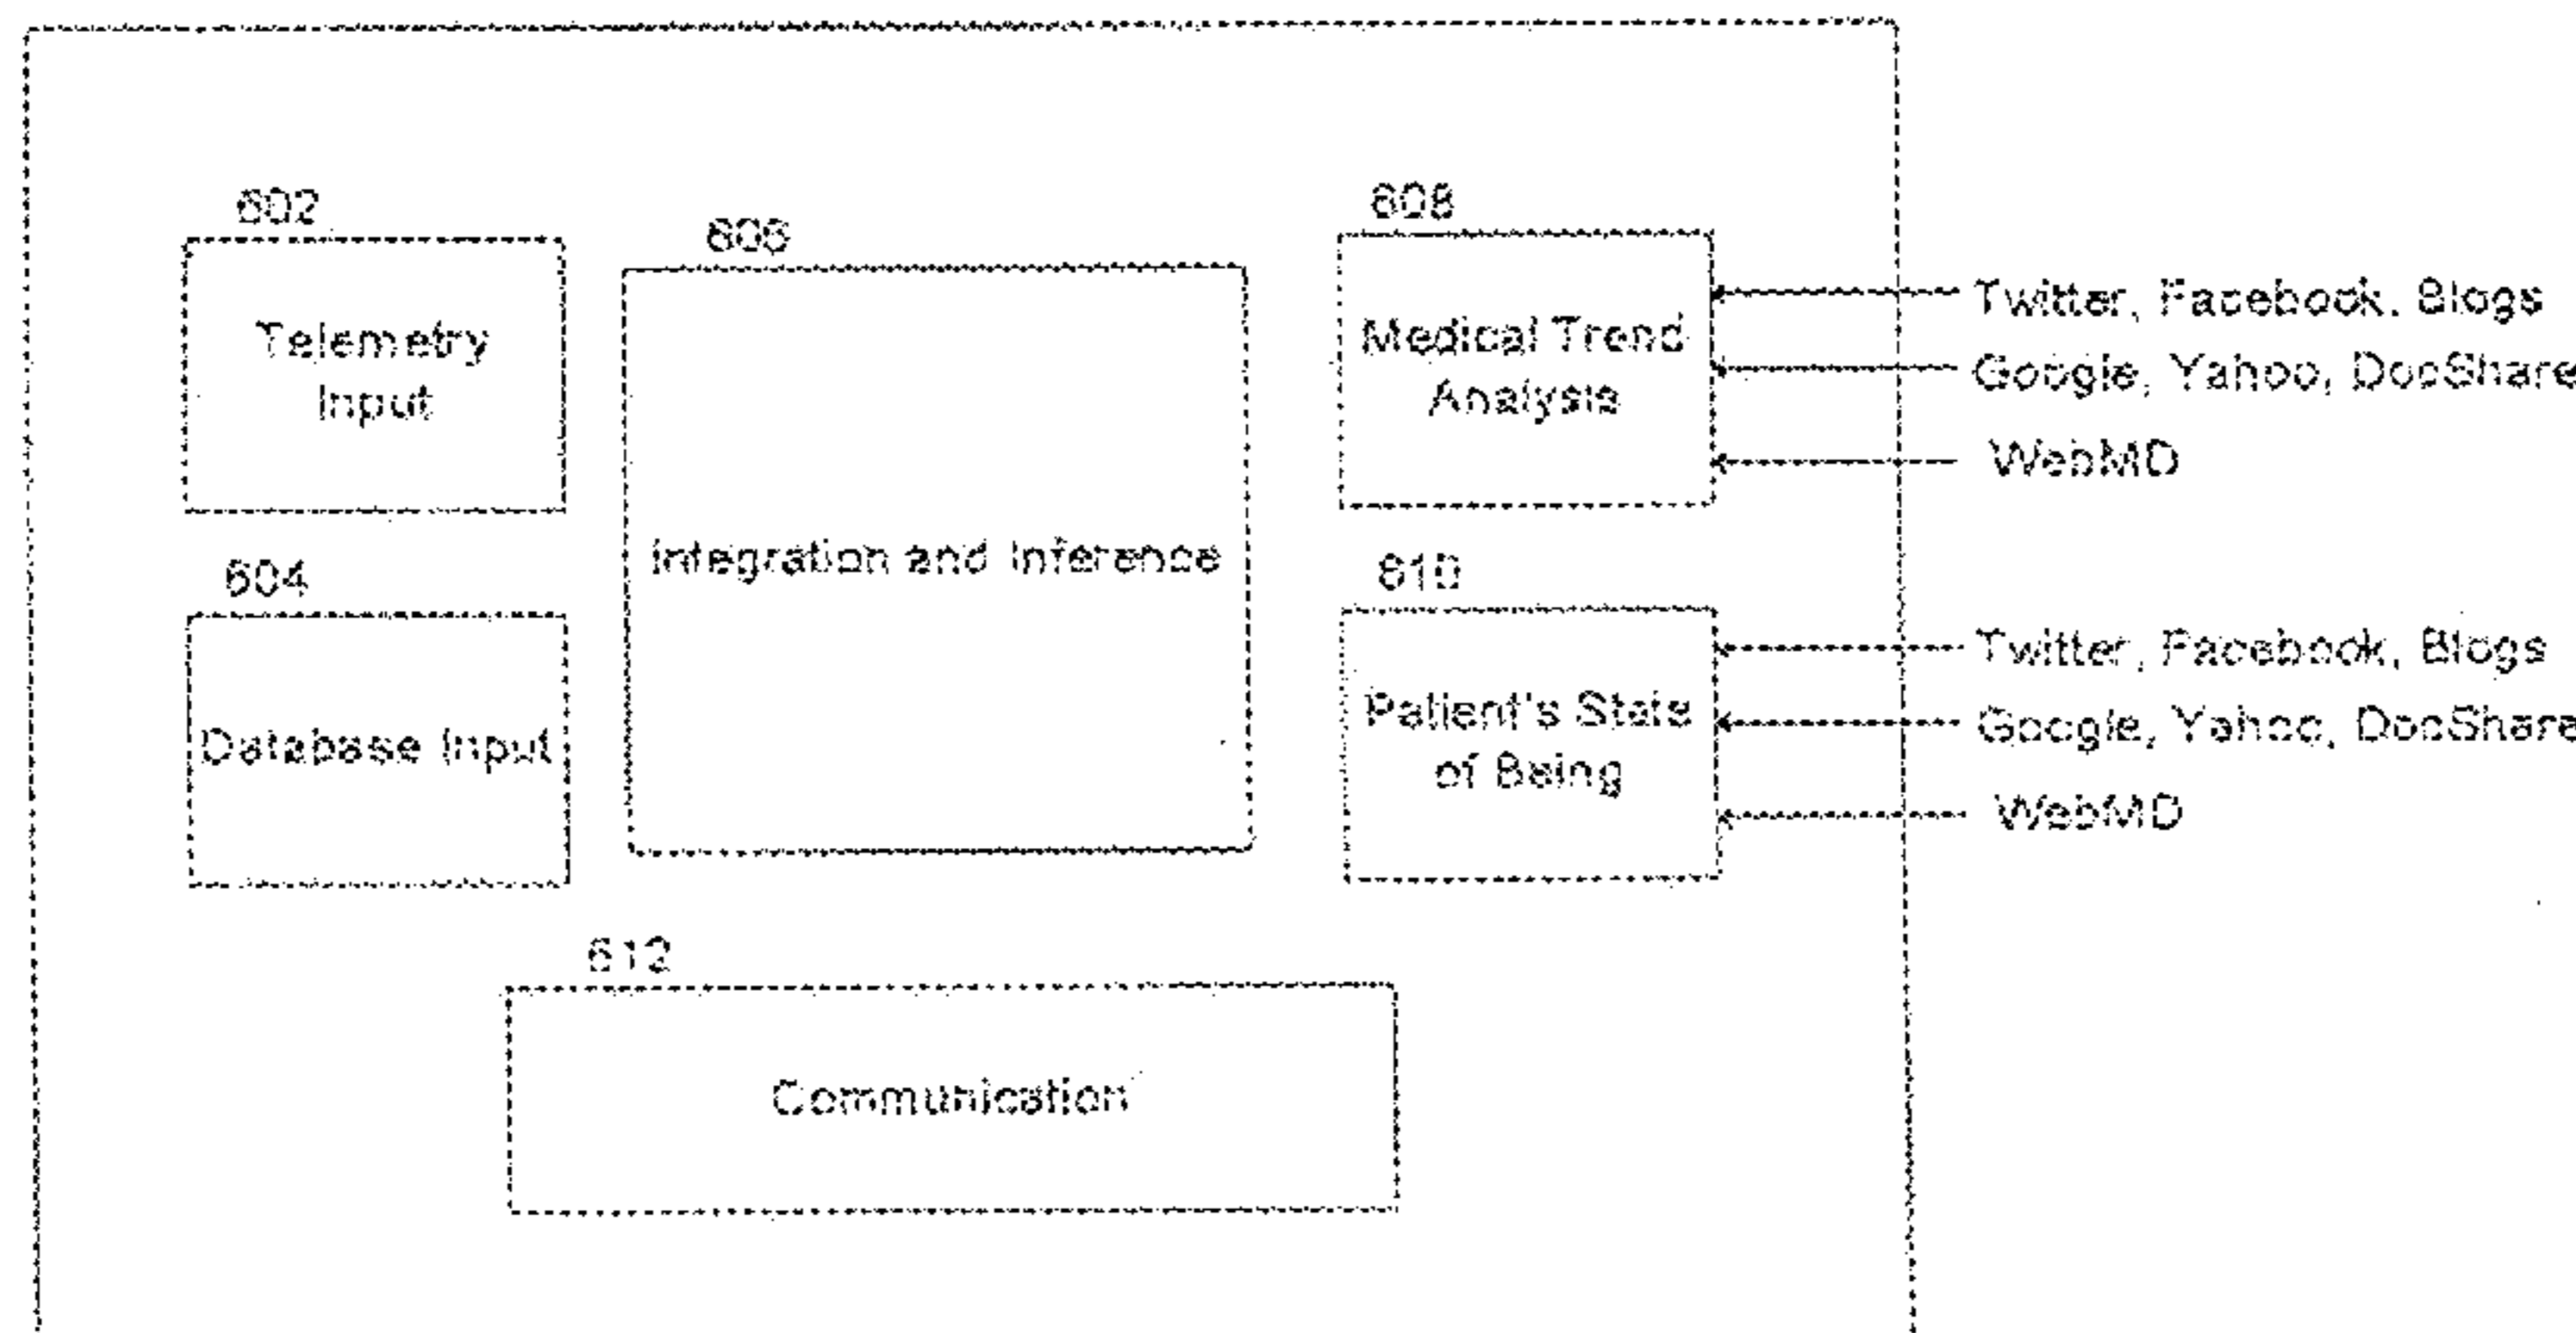 602
Telemetry
Input
604
Database Input
606
Integration and Inference
608
Medical Trend
Analysis
Twitter, Facebook, Blogs
Google, Yahoo, DocShare
WebMD
610
Patient's State
of Being
Twitter, Facebook, Blogs
Google, Yahoo, DocShare
WebMD
612
Communication